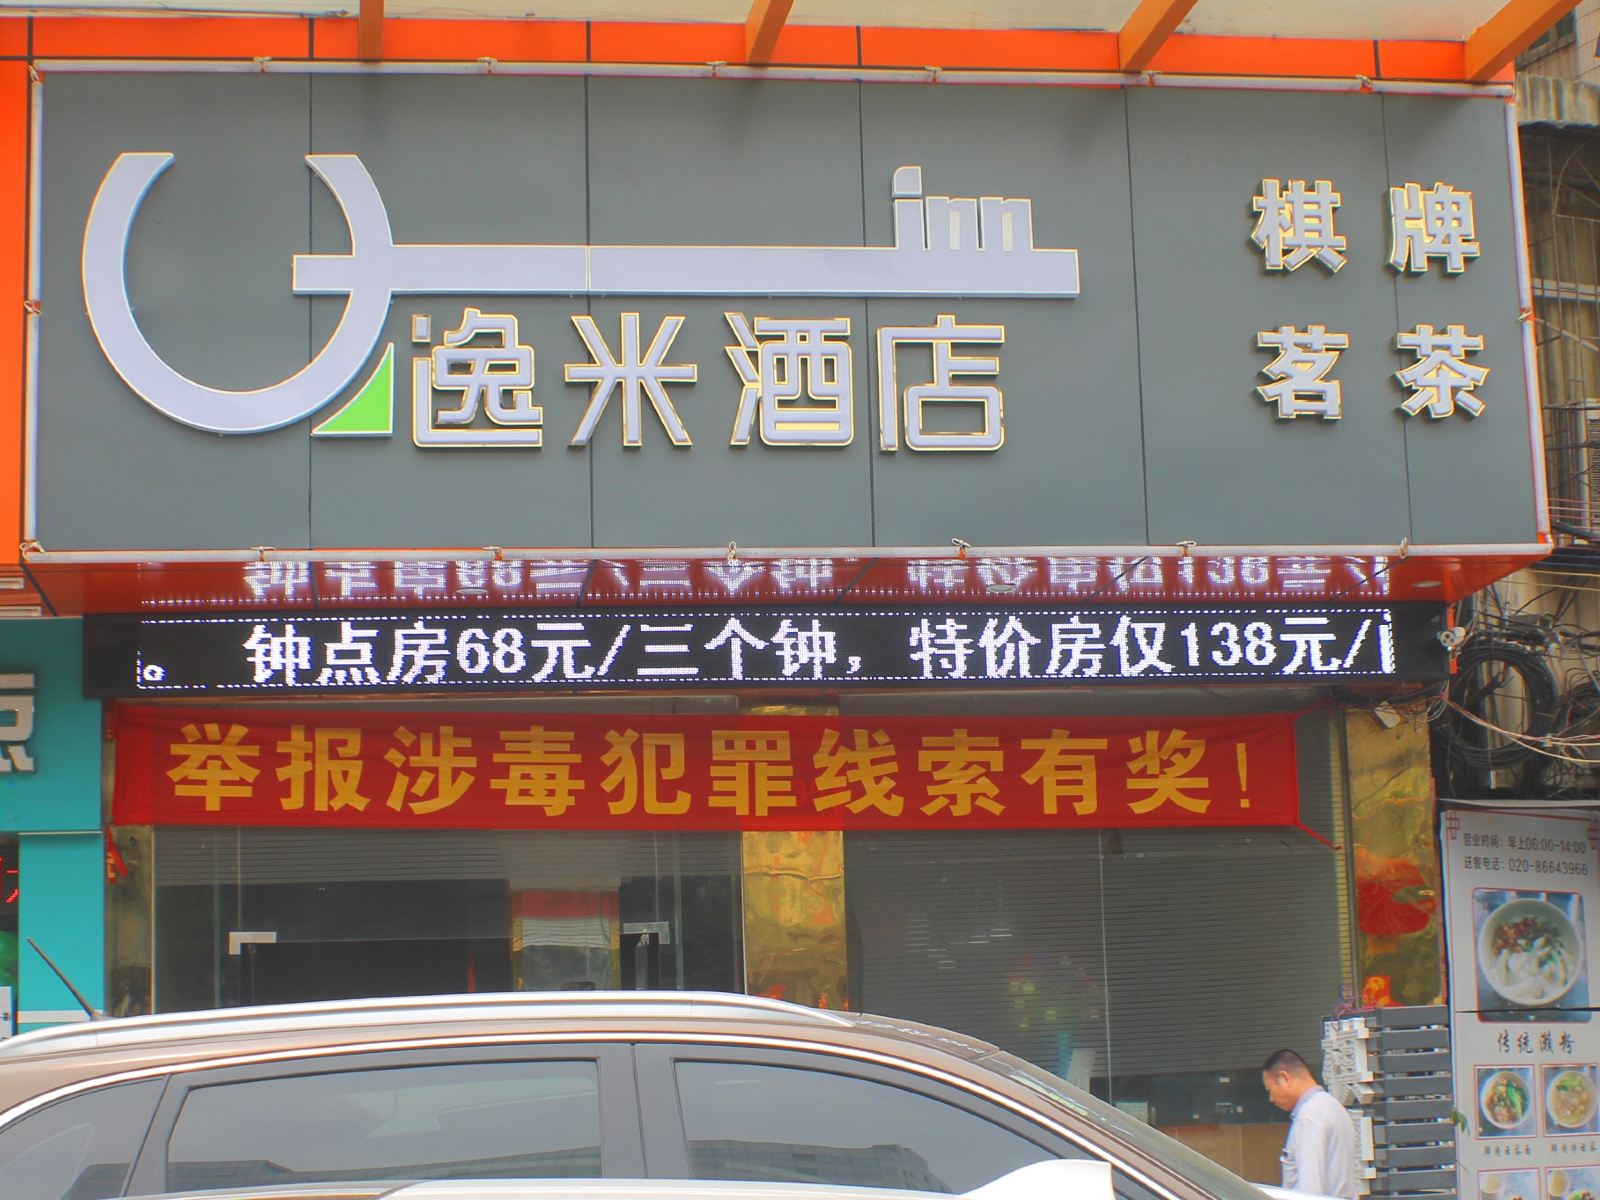 inn
逸米酒店
棋牌
茗茶
钟点房68元/三个钟，特价房仅138元/
举报涉毒犯罪线索有奖！
营业时间：早上06:00-14:00
送餐电话：020-86643966
传统濑粉